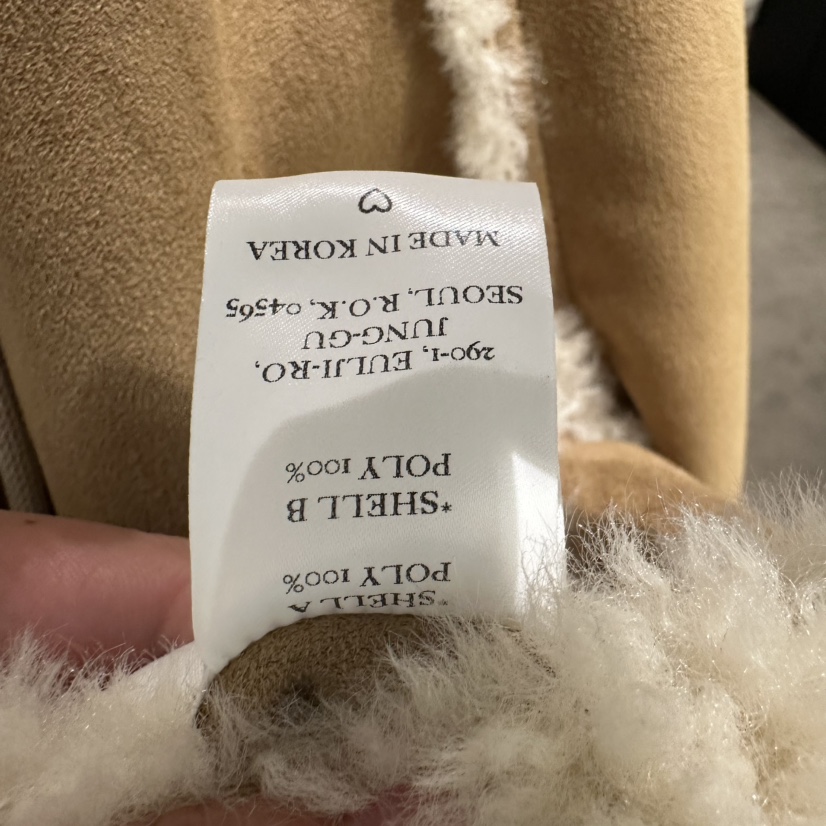 *SHELL A
POLY 100%
*SHELL B
POLY 100%
290-1, EULJI-RO,
JUNG-GU
SEOUL, R.O.K, 04565
MADE IN KOREA